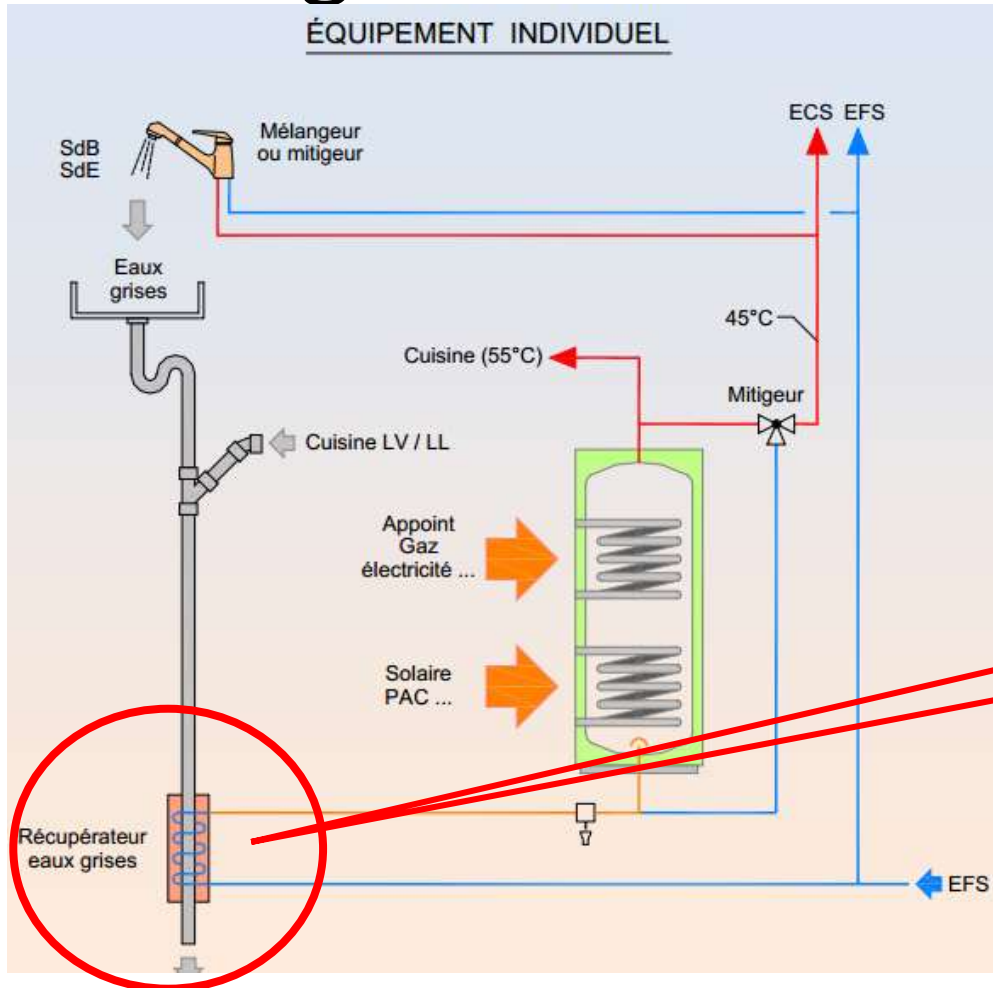 ÉQUIPEMENT INDIVIDUEL
ECS EFS
SdB
SdE
Mélangeur
ou mitigeur
Eaux
grises
45°C
Cuisine (55°C)
Mitigeur
Cuisine LV / LL
Appoint
Gaz
électricité ...
Solaire
PAC ...
Récupérateur
eaux grises
EFS